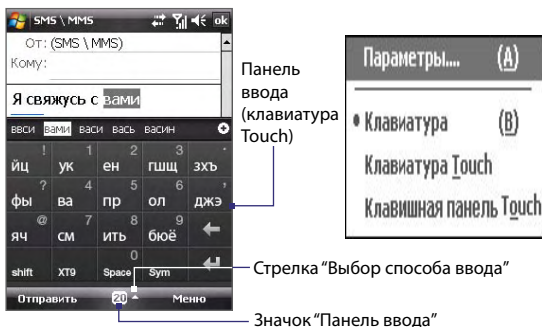 SMS \ MMS ok
От: (SMS \ MMS)
Кому:
Я свяжусь с вами
ввси вами васи вась васин
! 1 2 3 .
йц ук ен гшщ зхъ
? 4 5 6 ,
фы ва пр ол джэ
@ 7 8 9
яч см ить бюё
0
shift XT9 Space Sym
Отправить 20 Меню
Панель
ввода
(клавиатура
Touch)
Параметры.... (A)
Клавиатура (B)
Клавиатура Touch
Клавишная панель Touch
Стрелка “Выбор способа ввода”
Значок “Панель ввода”